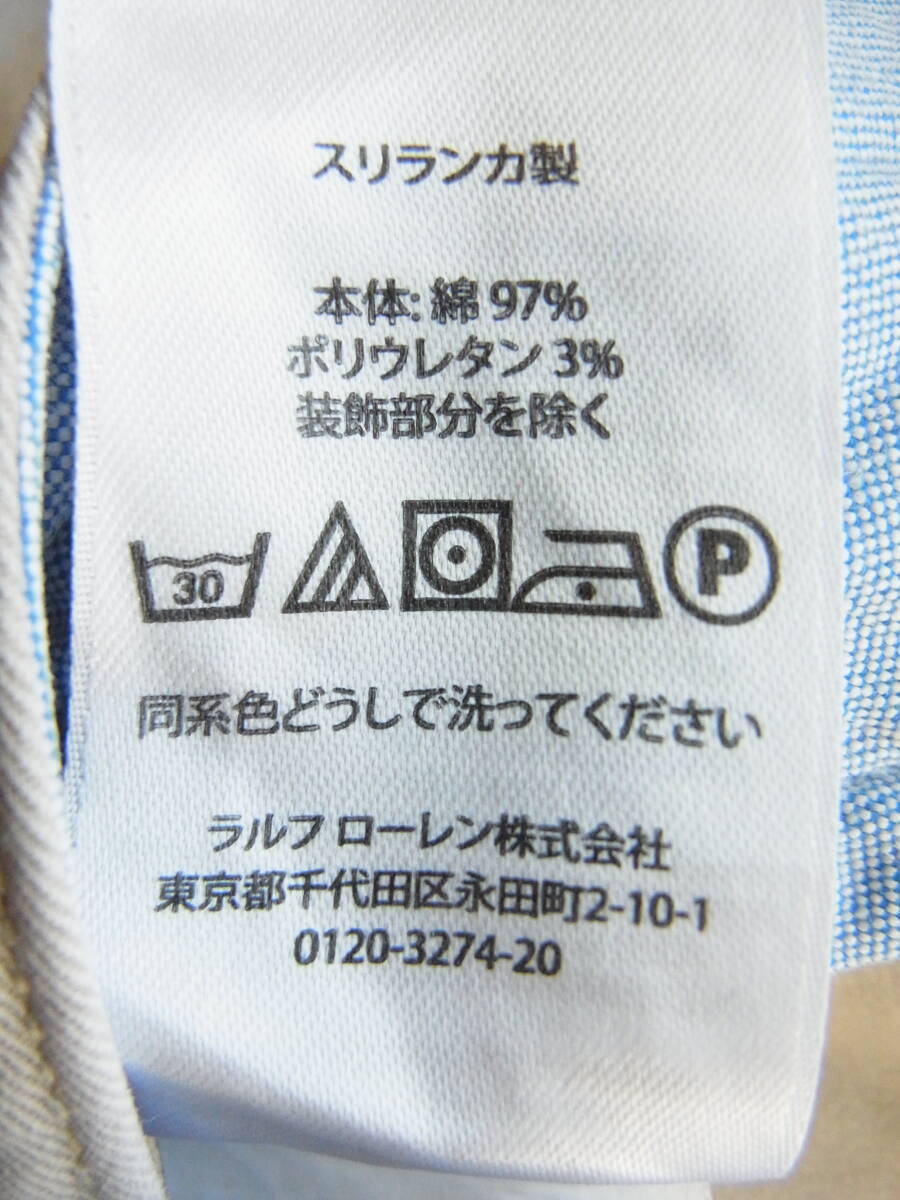 スリランカ製
本体: 綿 97%
ポリウレタン 3%
装飾部分を除く
30 P
同系色どうしで洗ってください
ラルフ ローレン株式会社
東京都千代田区永田町2-10-1
0120-3274-20